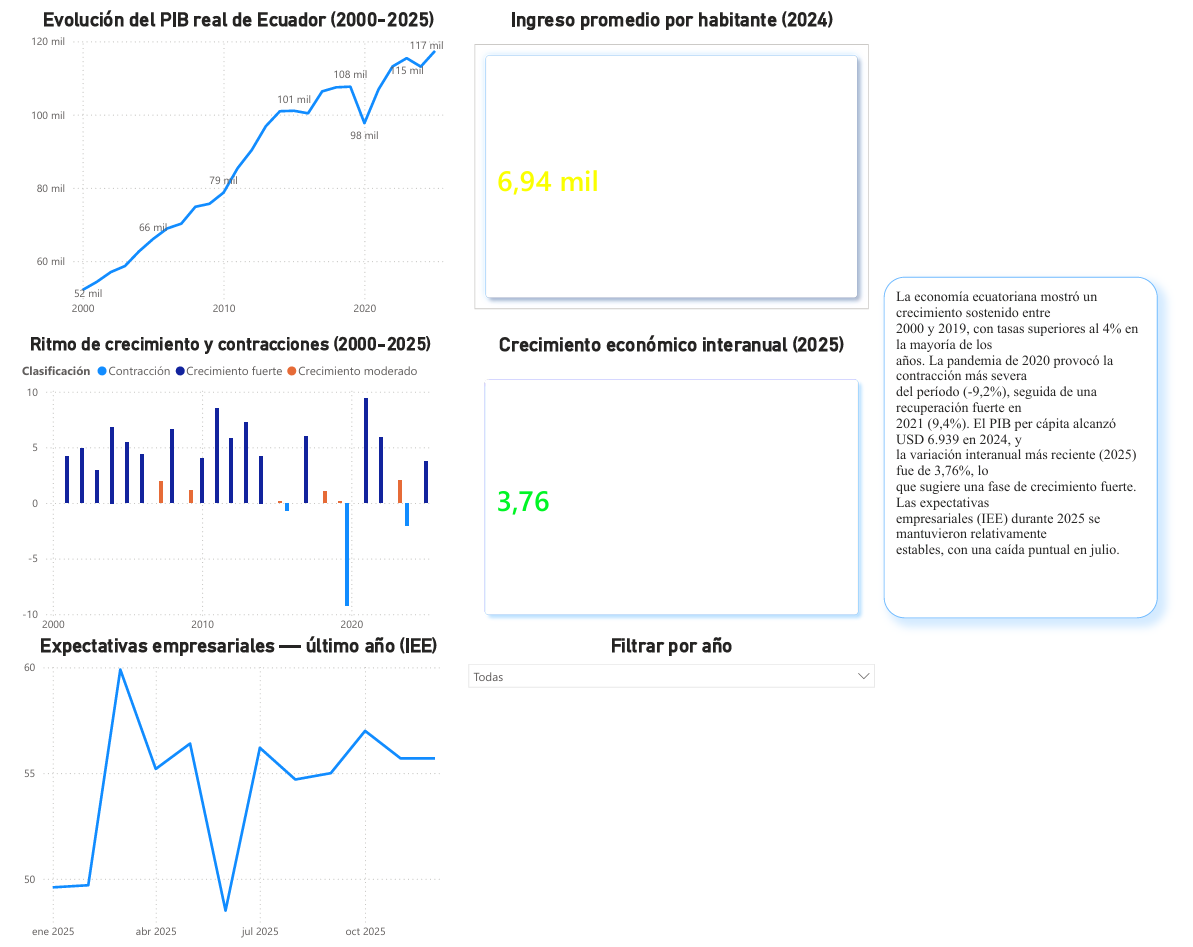 Evolución del PIB real de Ecuador (2000-2025)
120 mil
100 mil
80 mil
60 mil
52 mil
66 mil
79 mil
101 mil
108 mil
98 mil
115 mil
117 mil
2000
2010
2020
Ingreso promedio por habitante (2024)
6,94 mil
Ritmo de crecimiento y contracciones (2000-2025)
Clasificación Contracción Crecimiento fuerte Crecimiento moderado
10
5
0
-5
-10
2000
2010
2020
Crecimiento económico interanual (2025)
3,76
La economía ecuatoriana mostró un
crecimiento sostenido entre
2000 y 2019, con tasas superiores al 4% en
la mayoría de los
años. La pandemia de 2020 provocó la
contracción más severa
del período (-9,2%), seguida de una
recuperación fuerte en
2021 (9,4%). El PIB per cápita alcanzó
USD 6.939 en 2024, y
la variación interanual más reciente (2025)
fue de 3,76%, lo
que sugiere una fase de crecimiento fuerte.
Las expectativas
empresariales (IEE) durante 2025 se
mantuvieron relativamente
estables, con una caída puntual en julio.
Expectativas empresariales — último año (IEE)
60
55
50
ene 2025
abr 2025
jul 2025
oct 2025
Filtrar por año
Todas